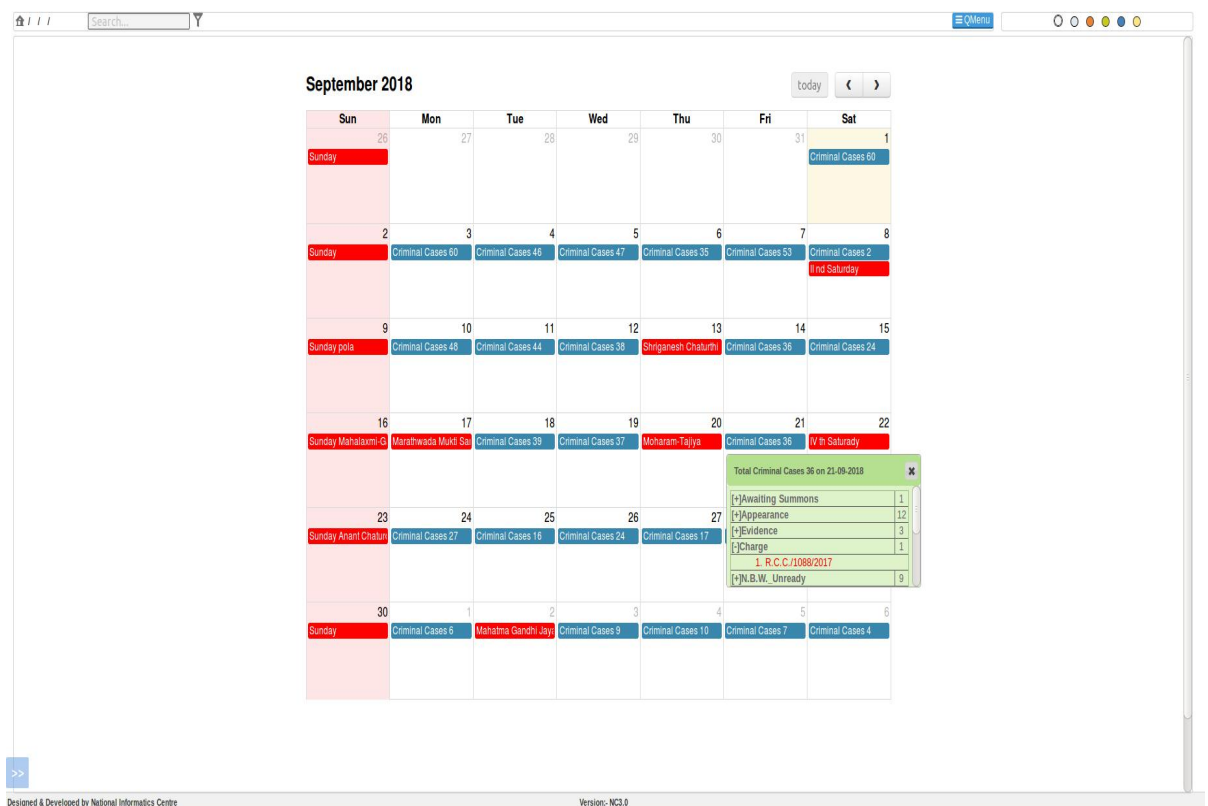 / / /
Search...
QMenu
September 2018
today
Sun Mon Tue Wed Thu Fri Sat
26 27 28 29 30 31 1
Sunday Criminal Cases 60
2 3 4 5 6 7 8
Sunday Criminal Cases 60 Criminal Cases 46 Criminal Cases 47 Criminal Cases 35 Criminal Cases 53 Criminal Cases 2
II nd Saturday
9 10 11 12 13 14 15
Sunday pola Criminal Cases 48 Criminal Cases 44 Criminal Cases 38 Shriganesh Chaturthi Criminal Cases 36 Criminal Cases 24
16 17 18 19 20 21 22
Sunday Mahalaxmi-G Marathwada Mukti Criminal Cases 39 Criminal Cases 37 Moharam-Tajiya Criminal Cases 36 IV th Saturady
Total Criminal Cases 36 on 21-09-2018
[+]Awaiting Summons 1
[+]Appearance 12
[+]Evidence 3
[-]Charge 1
1. R.C.C./1088/2017
[+]N.B.W._Unready 9
23 24 25 26 27
Sunday Anant Criminal Cases 27 Criminal Cases 16 Criminal Cases 24 Criminal Cases 17
30 1 2 3 4 5 6
Sunday Criminal Cases 6 Mahatma Gandhi Criminal Cases 9 Criminal Cases 10 Criminal Cases 7 Criminal Cases 4
>>
Designed & Developed by National Informatics Centre
Version:- NC3.0